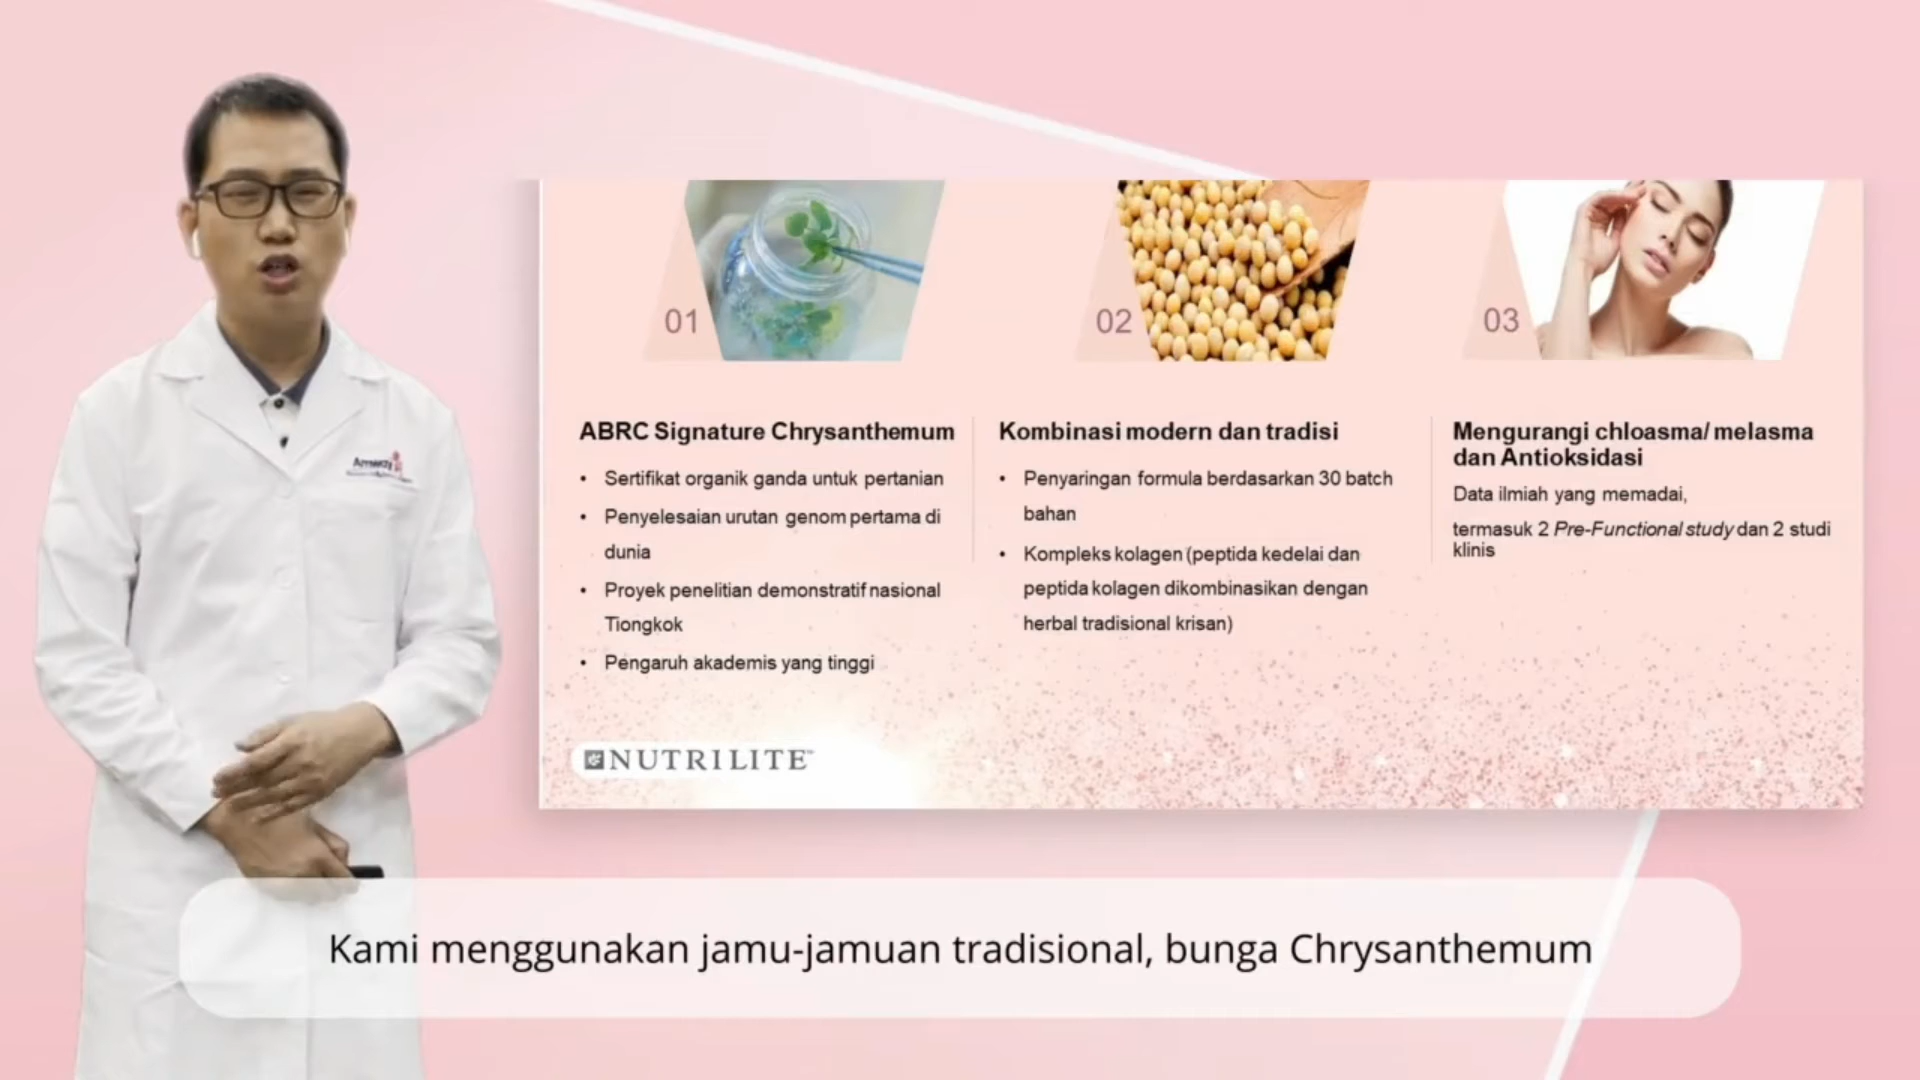 Amway
01
02
03
ABRC Signature Chrysanthemum
• Sertifikat organik ganda untuk pertanian
• Penyelesaian urutan genom pertama di
dunia
• Proyek penelitian demonstratif nasional
Tiongkok
• Pengaruh akademis yang tinggi
Kombinasi modern dan tradisi
• Penyaringan formula berdasarkan 30 batch
bahan
• Kompleks kolagen (peptida kedelai dan
peptida kolagen dikombinasikan dengan
herbal tradisional krisan)
Mengurangi chloasma/ melasma
dan Antioksidasi
Data ilmiah yang memadai,
termasuk 2 Pre-Functional study dan 2 studi
klinis
NUTRILITE™
Kami menggunakan jamu-jamuan tradisional, bunga Chrysanthemum